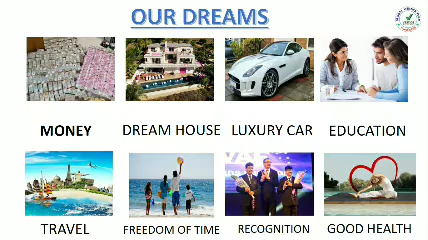 OUR DREAMS
MONEY
DREAM HOUSE
LUXURY CAR
EDUCATION
TRAVEL
FREEDOM OF TIME
RECOGNITION
GOOD HEALTH